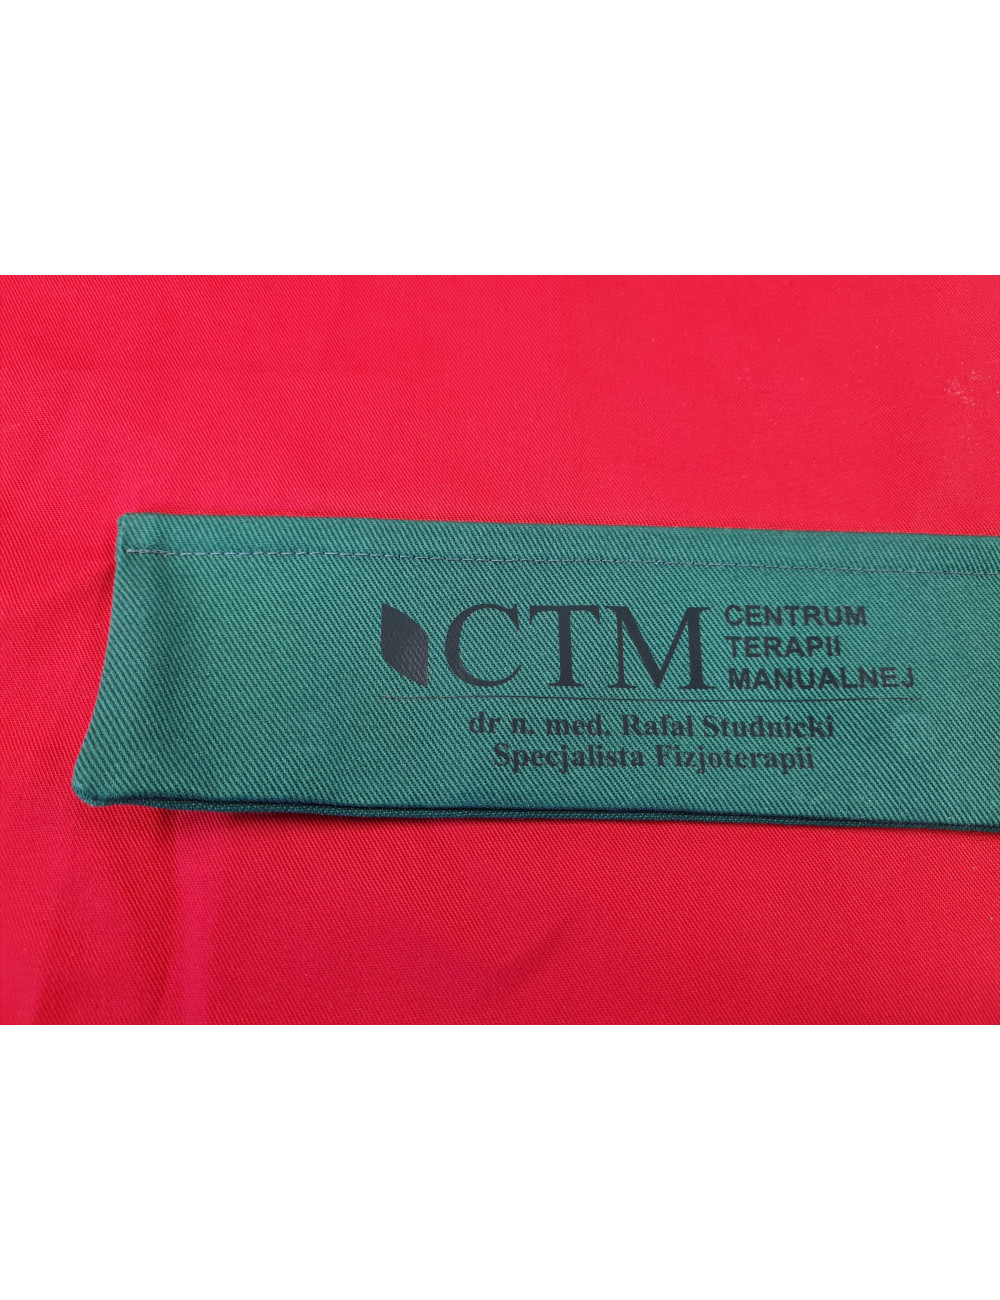 CTM
CENTRUM
TERAPII
MANUALNEJ
dr n. med. Rafał Studnicki
Specjalista Fizjoterapii